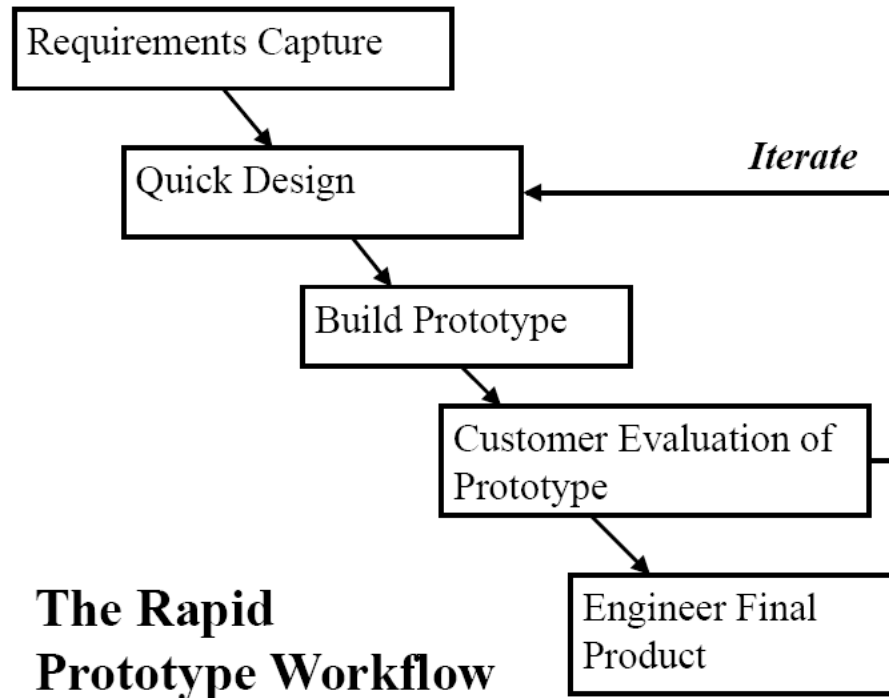 Requirements Capture
Quick Design
Iterate
Build Prototype
Customer Evaluation of
Prototype
Engineer Final
Product
The Rapid
Prototype Workflow